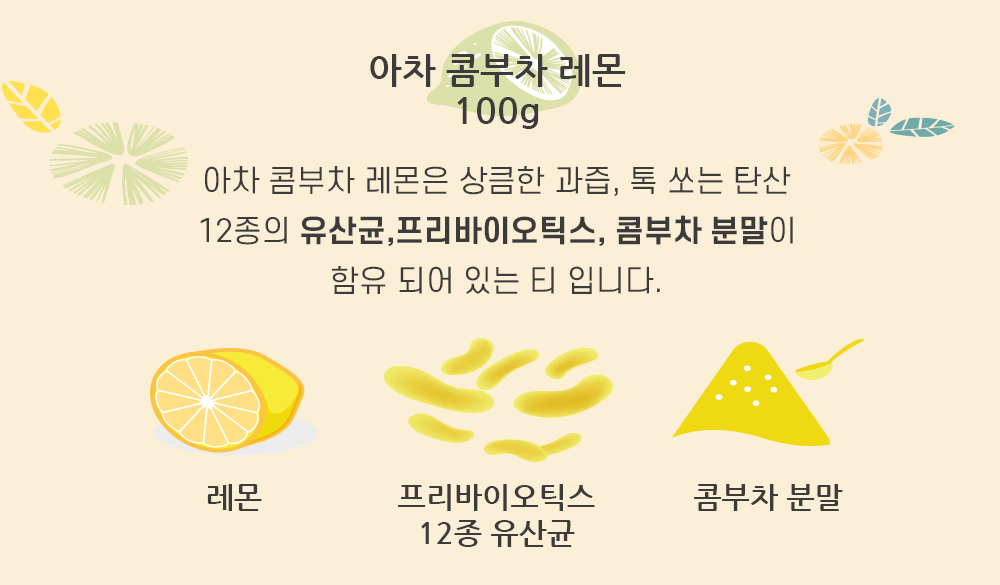 아차 콤부차 레몬
100g
아차 콤부차 레몬은 상큼한 과즙, 톡 쏘는 탄산
12종의 유산균,프리바이오틱스, 콤부차 분말이
함유 되어 있는 티 입니다.
레몬
프리바이오틱스
12종 유산균
콤부차 분말